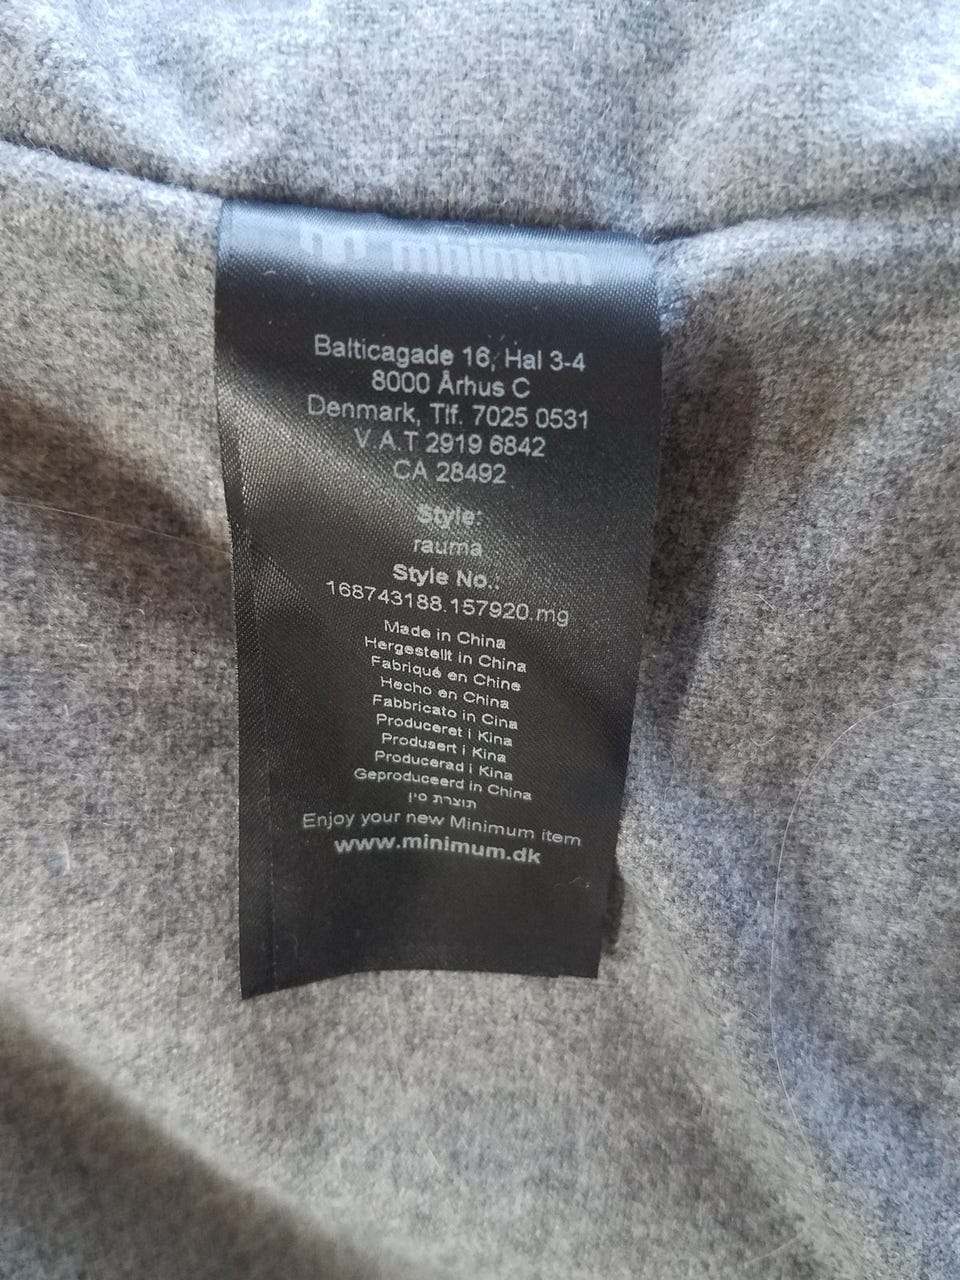 minimum
Balticagade 16, Hal 3-4
8000 Århus C
Denmark, Tlf. 7025 0531
V.A.T 2919 6842
CA 28492
Style:
rauma
Style No.:
168743188.157920.mg
Made in China
Hergestellt in China
Fabriqué en Chine
Hecho en China
Fabbricato in Cina
Produceret i Kina
Produsert i Kina
Producerad i Kina
Geproduceerd in China
תוצרת סין
Enjoy your new Minimum item
www.minimum.dk